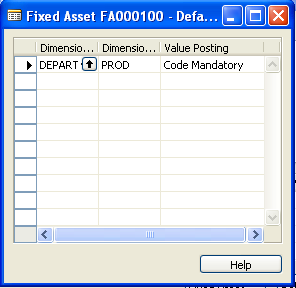 Fixed Asset FA000100 - Defa...
Dimensio... Dimensio... Value Posting
DEPART PROD Code Mandatory
Help